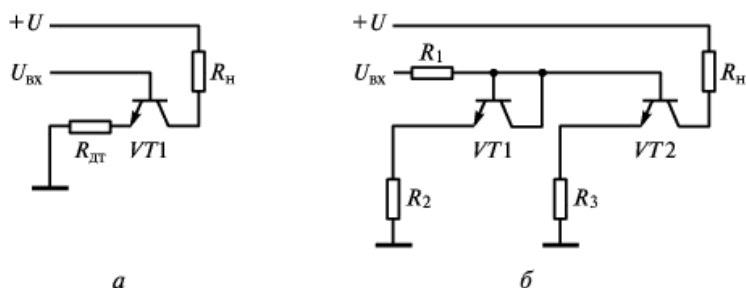 +U
U_вх
R_н
R_дт
VT1
а
+U
U_вх
R_1
R_н
VT1
VT2
R_2
R_3
б